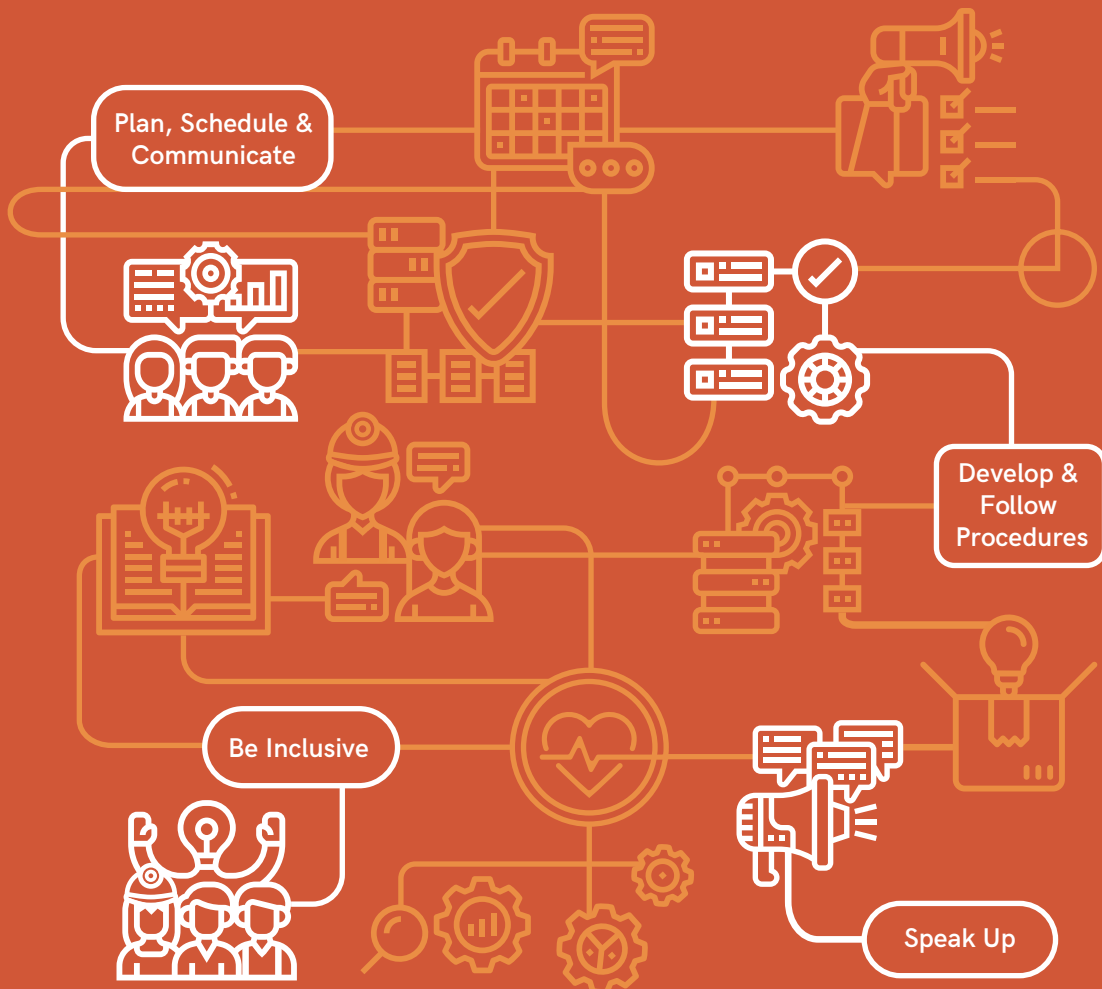 Plan, Schedule &
Communicate
Develop &
Follow
Procedures
Be Inclusive
Speak Up